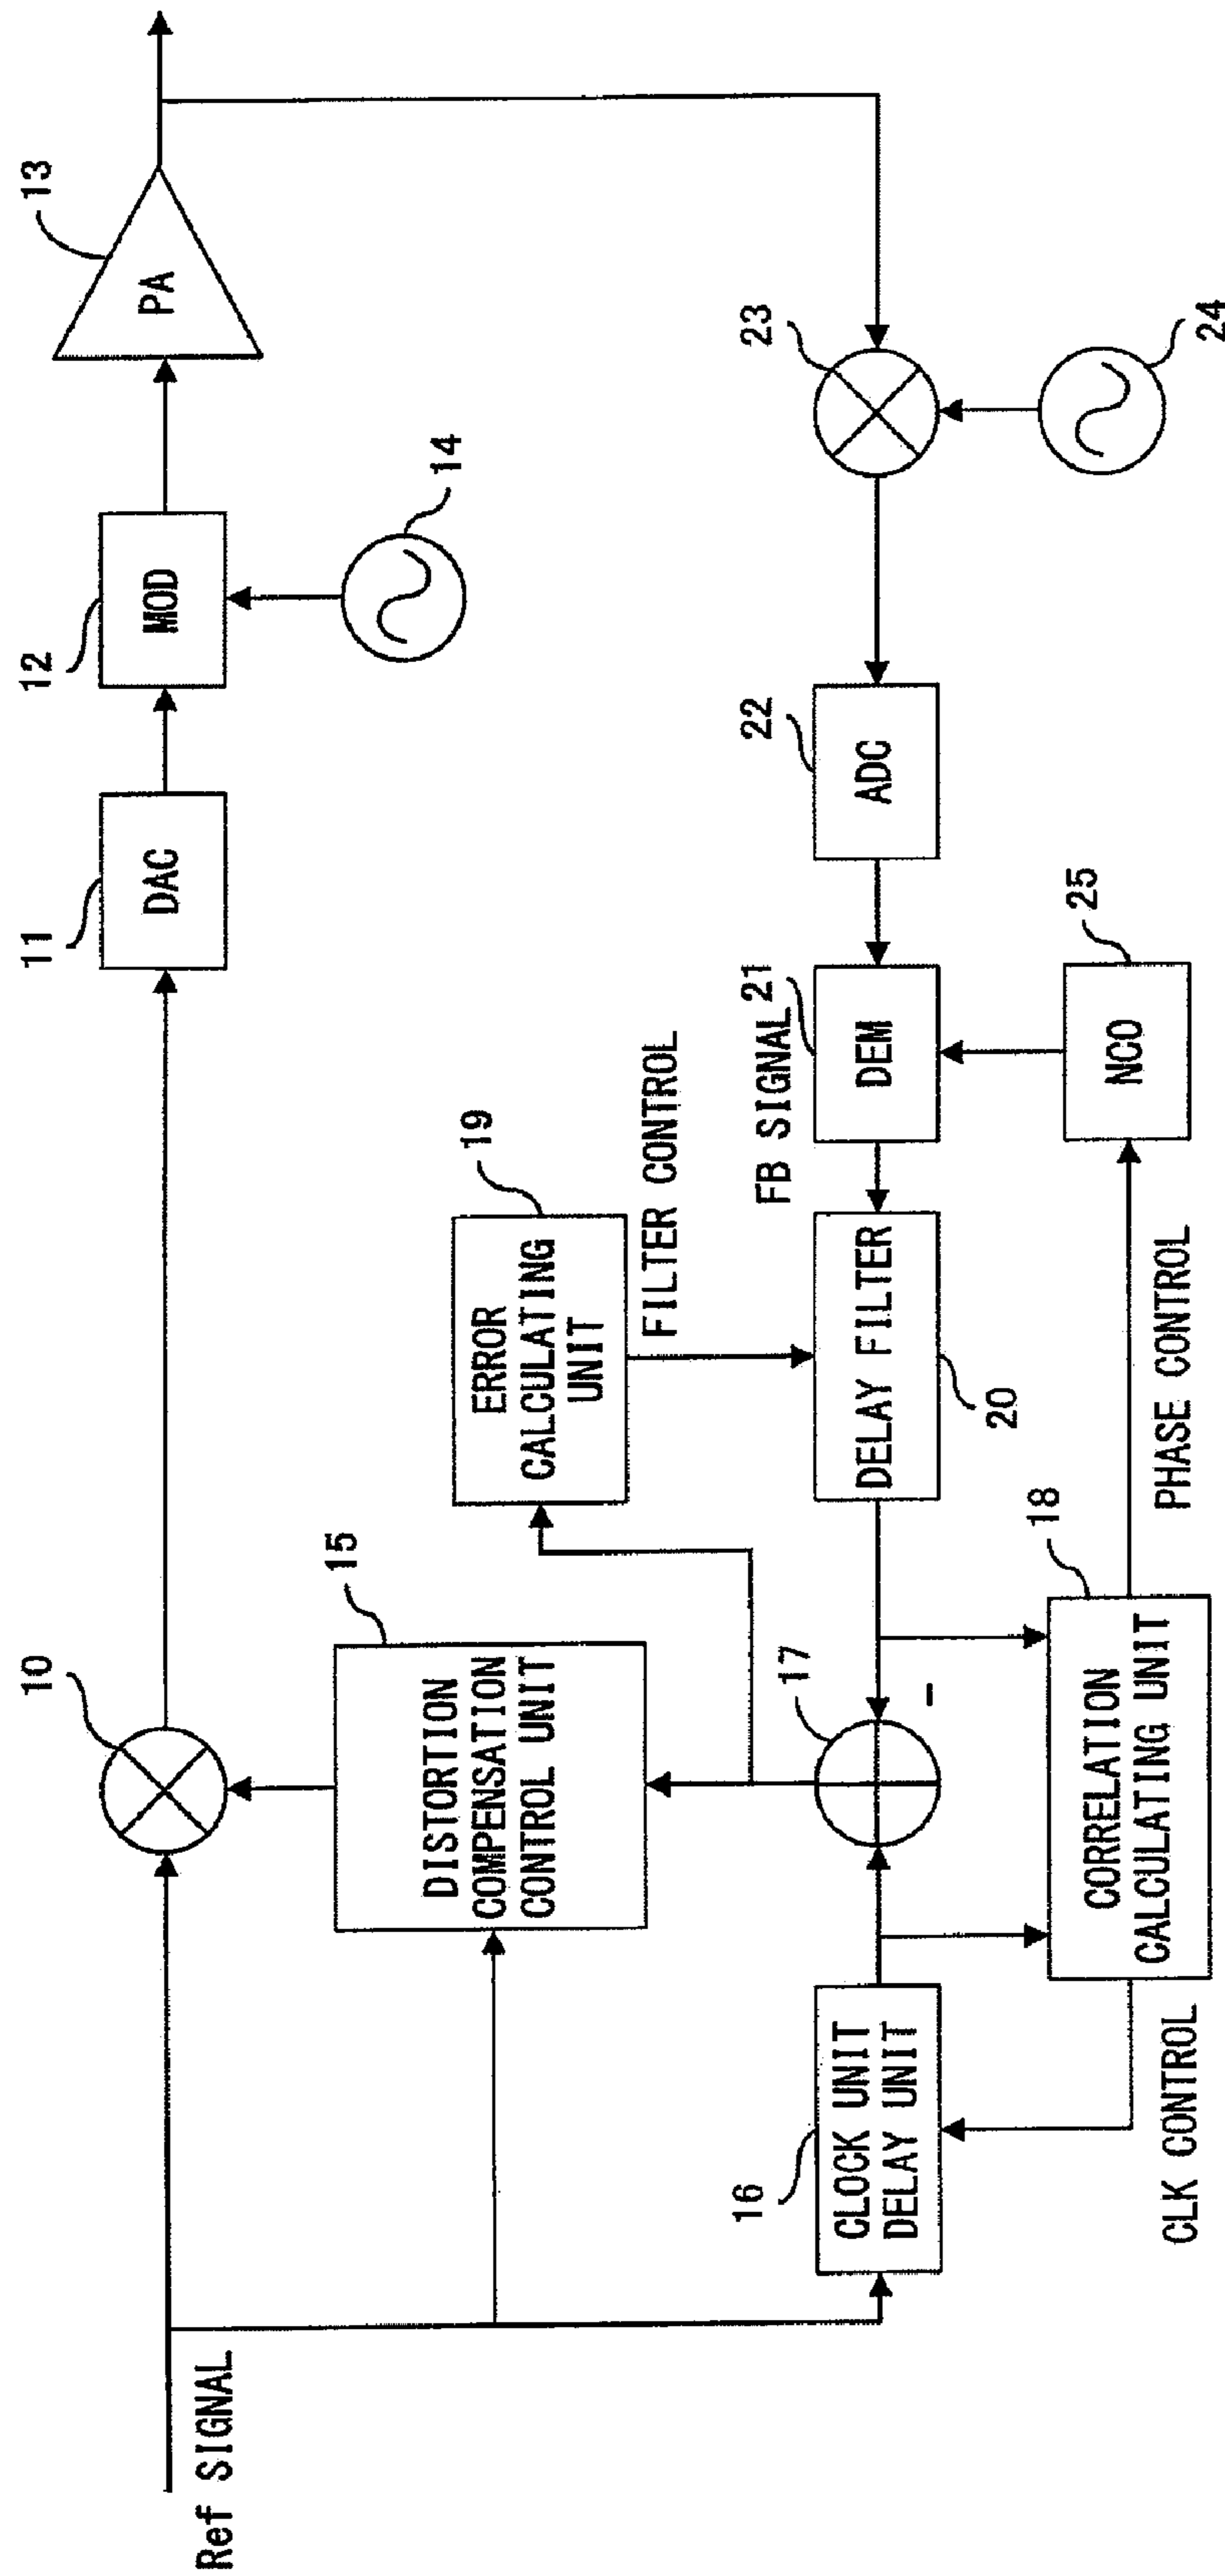 Ref SIGNAL
10
11
DAC
12
MOD
13
PA
14
15
DISTORTION
COMPENSATION
CONTROL UNIT
19
ERROR
CALCULATING
UNIT
FILTER CONTROL
16
CLOCK UNIT
DELAY UNIT
17
-
DELAY FILTER
20
FB SIGNAL
21
DEM
22
ADC
23
24
CLK CONTROL
18
CORRELATION
CALCULATING UNIT
PHASE CONTROL
25
NCO